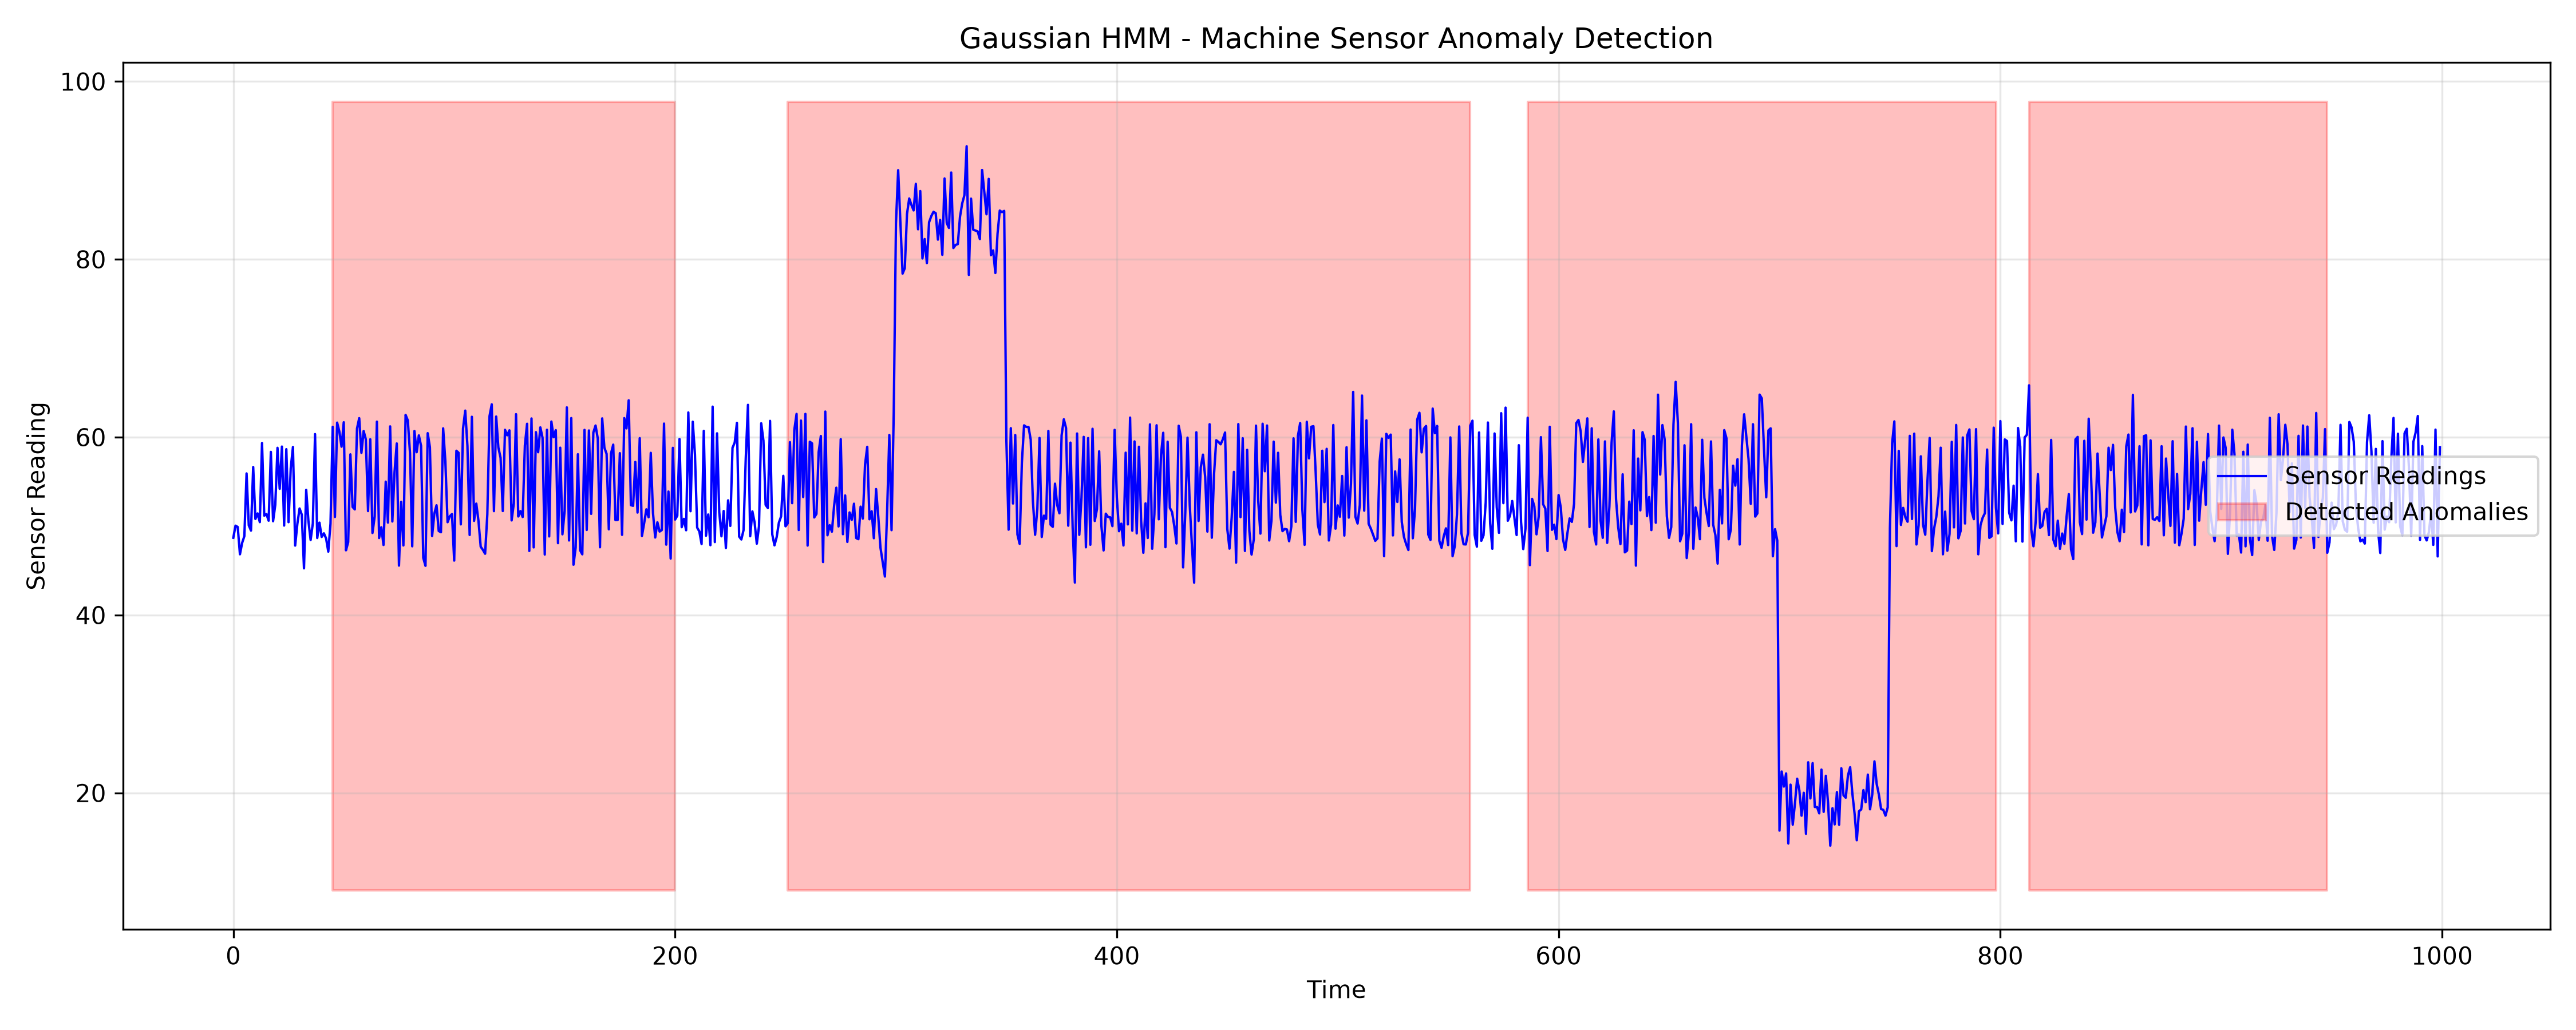 Gaussian HMM - Machine Sensor Anomaly Detection
100
80
60
40
20
Sensor Reading
Sensor Readings
Detected Anomalies
0 200 400 600 800 1000
Time